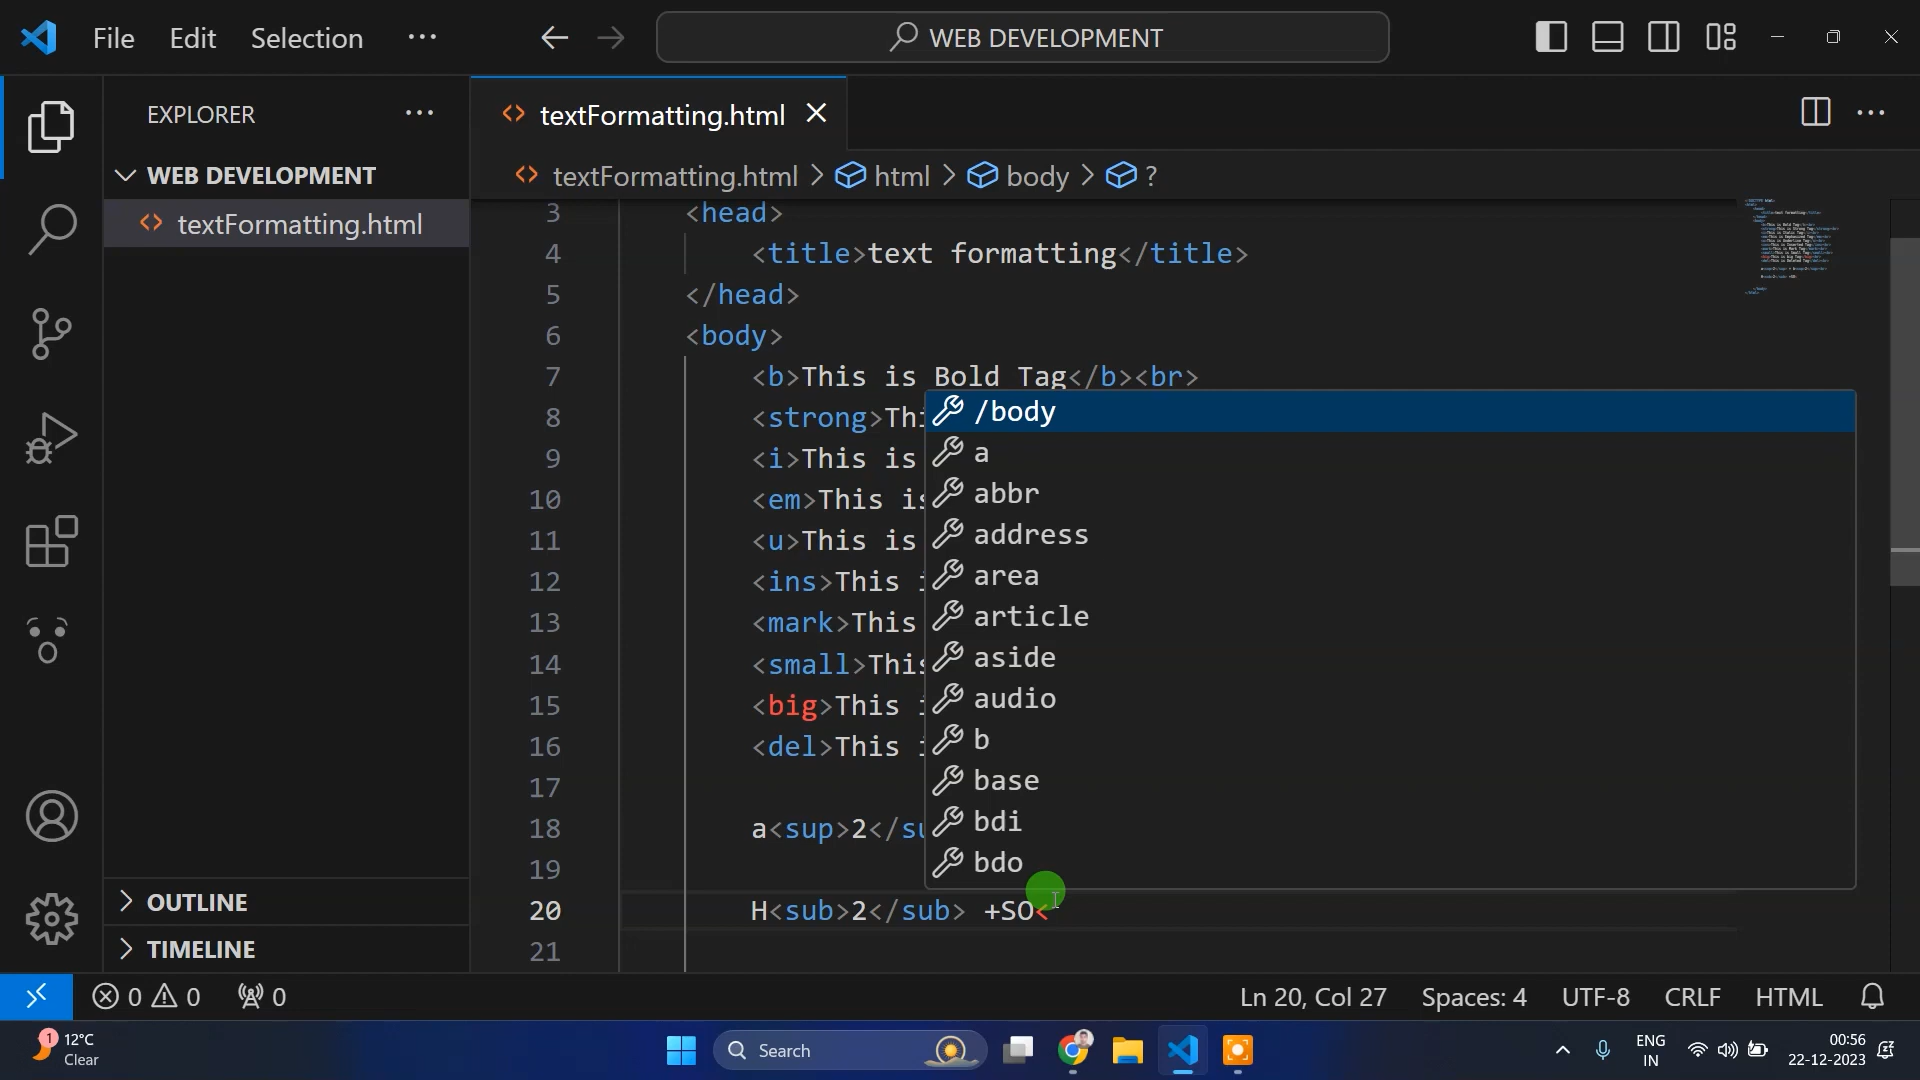 File Edit Selection ··· WEB DEVELOPMENT
EXPLORER ···
WEB DEVELOPMENT
textFormatting.html
OUTLINE
TIMELINE
textFormatting.html
textFormatting.html > html > body > ?
3 <head>
4 <title>text formatting</title>
5 </head>
6 <body>
7 <b>This is Bold Tag</b><br>
8 <strong>Thi
9 <i>This is
10 <em>This is
11 <u>This is
12 <ins>This i
13 <mark>This
14 <small>This
15 <big>This i
16 <del>This i
17
18 a<sup>2</su
19
20 H<sub>2</sub> +SO<
21
/body
a
abbr
address
area
article
aside
audio
b
base
bdi
bdo
0 0 0 Ln 20, Col 27 Spaces: 4 UTF-8 CRLF HTML
1 12°C
Clear
Search
ENG
IN
00:56
22-12-2023